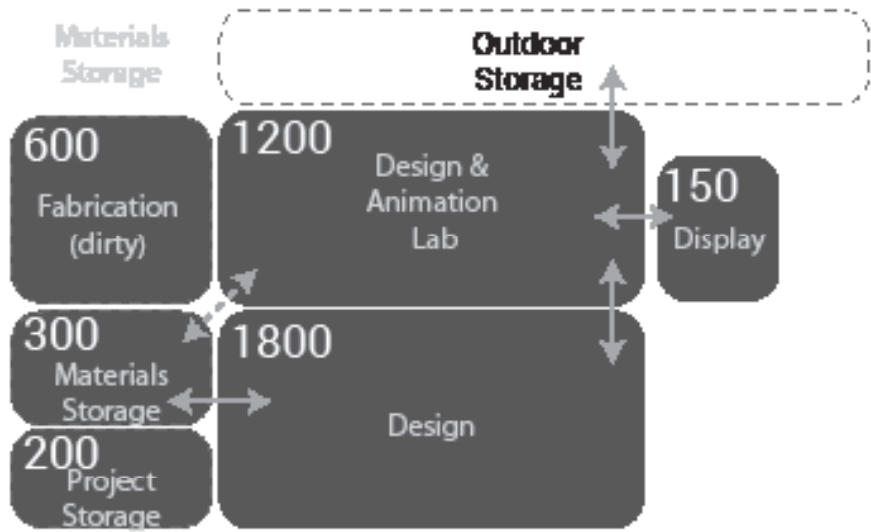 Materials
Storage
Outdoor
Storage
600
Fabrication
(dirty)
1200
Design &
Animation
Lab
150
Display
300
Materials
Storage
1800
Design
200
Project
Storage